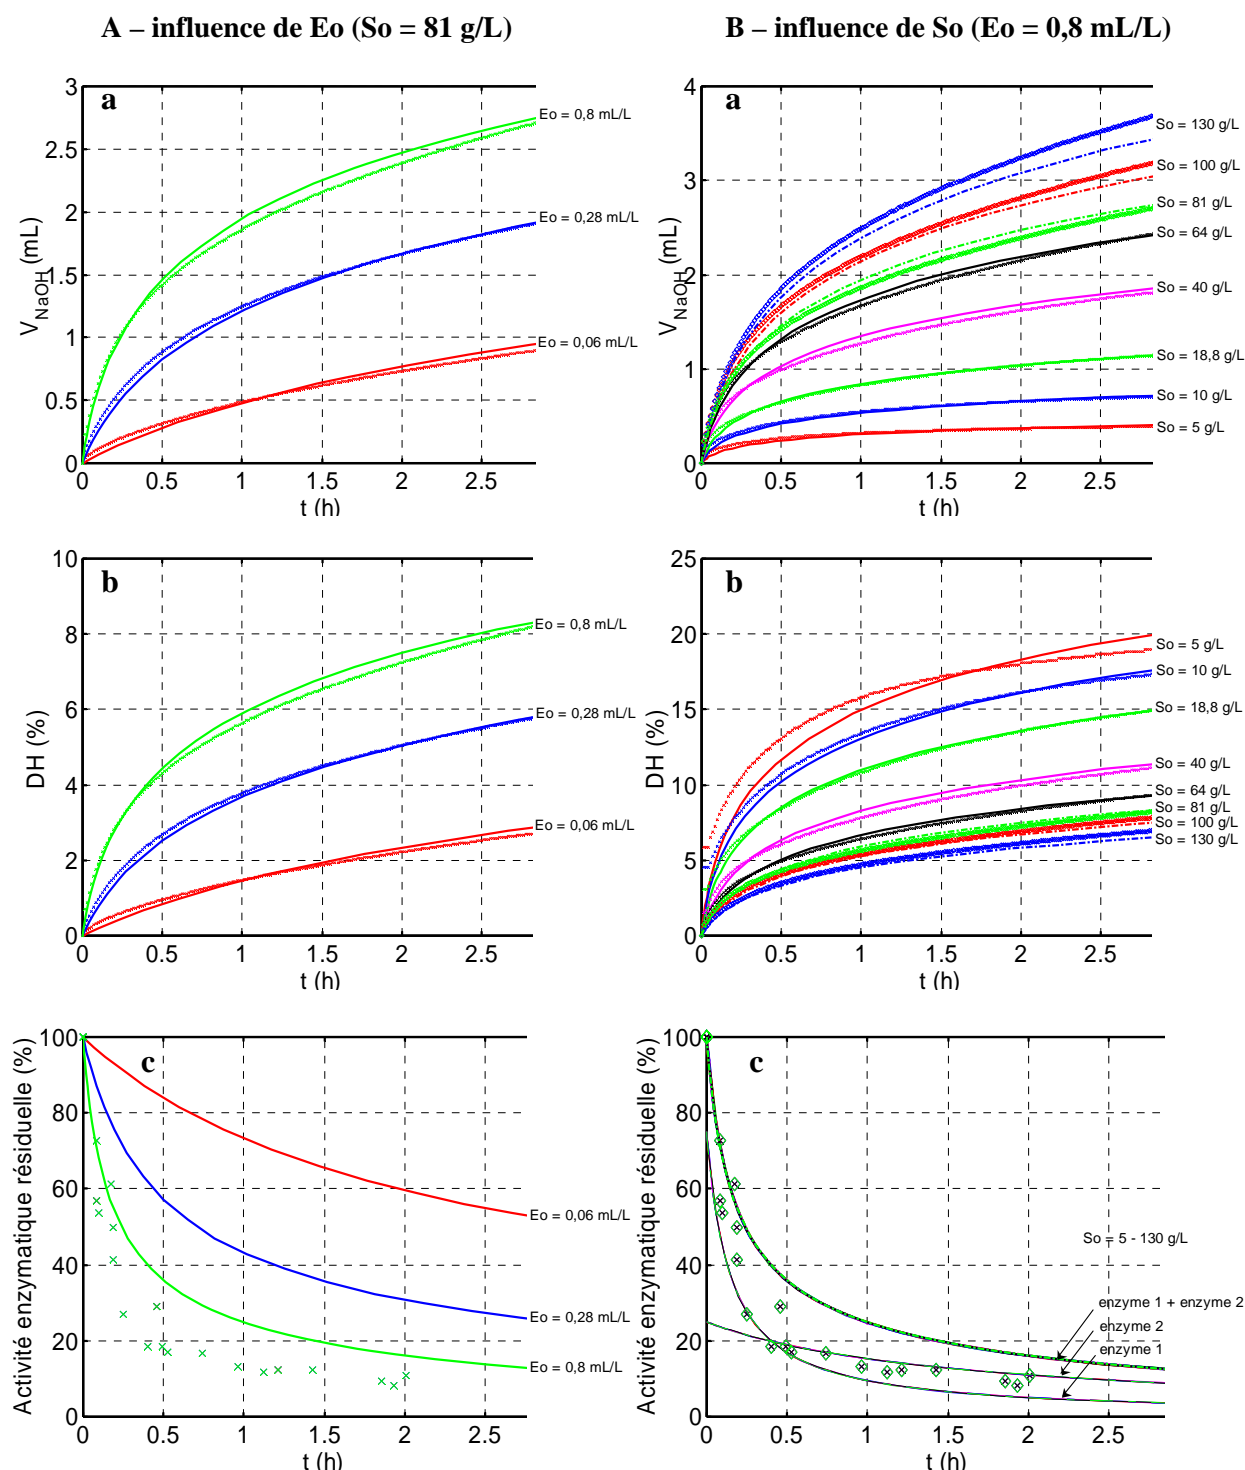 A – influence de Eo (So = 81 g/L)
B – influence de So (Eo = 0,8 mL/L)
a
3
2.5
2
1.5
1
0.5
0
V_NaOH (mL)
0 0.5 1 1.5 2 2.5
t (h)
Eo = 0,8 mL/L
Eo = 0,28 mL/L
Eo = 0,06 mL/L
a
4
3
2
1
0
V_NaOH (mL)
0 0.5 1 1.5 2 2.5
t (h)
So = 130 g/L
So = 100 g/L
So = 81 g/L
So = 64 g/L
So = 40 g/L
So = 18,8 g/L
So = 10 g/L
So = 5 g/L
b
10
8
6
4
2
0
DH (%)
0 0.5 1 1.5 2 2.5
t (h)
Eo = 0,8 mL/L
Eo = 0,28 mL/L
Eo = 0,06 mL/L
b
25
20
15
10
5
0
DH (%)
0 0.5 1 1.5 2 2.5
t (h)
So = 5 g/L
So = 10 g/L
So = 18,8 g/L
So = 40 g/L
So = 64 g/L
So = 81 g/L
So = 100 g/L
So = 130 g/L
c
100
80
60
40
20
0
Activité enzymatique résiduelle (%)
0 0.5 1 1.5 2 2.5
t (h)
Eo = 0,06 mL/L
Eo = 0,28 mL/L
Eo = 0,8 mL/L
c
100
80
60
40
20
0
Activité enzymatique résiduelle (%)
0 0.5 1 1.5 2 2.5
t (h)
So = 5 - 130 g/L
enzyme 1 + enzyme 2
enzyme 2
enzyme 1